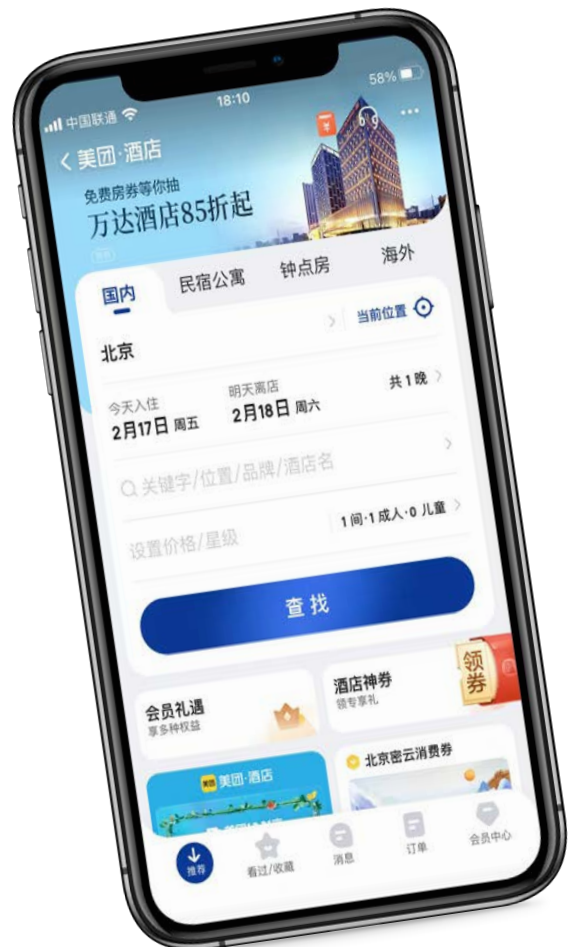 中国联通
18:10
58%
美团·酒店
免费房券等你抽
万达酒店85折起
国内
民宿公寓
钟点房
海外
北京
当前位置
今天入住
明天离店
2月17日 周五
2月18日 周六
共1晚
关键字/位置/品牌/酒店名
设置价格/星级
1间·1成人·0儿童
查找
会员礼遇
享多种权益
酒店神券
领专享礼
领券
美团
美团·酒店
北京密云消费券
推荐
看过/收藏
消息
订单
会员中心